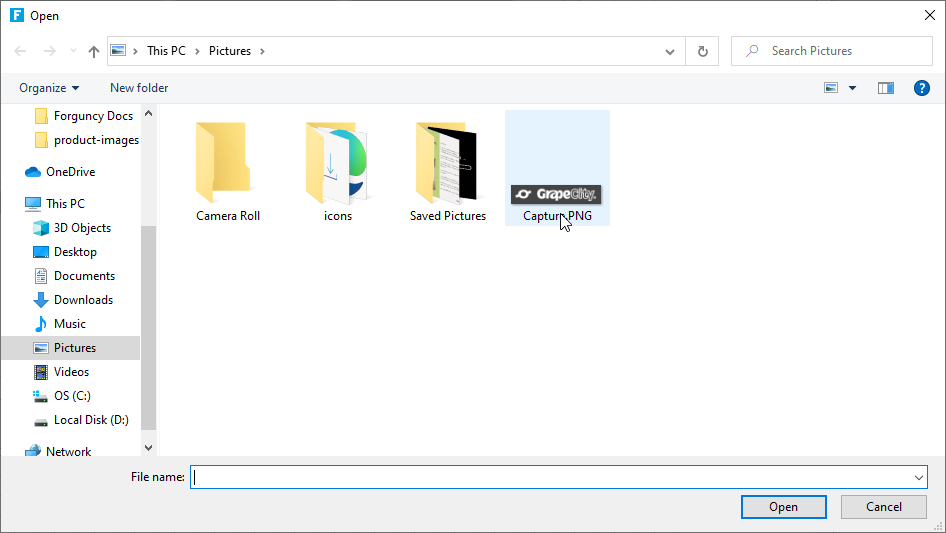 F Open
This PC Pictures
Search Pictures
Organize New folder
?
Forguncy Docs
product-images
OneDrive
This PC
3D Objects
Desktop
Documents
Downloads
Music
Pictures
Videos
OS (C:)
Local Disk (D:)
Network
GrapeCity.
Camera Roll icons Saved Pictures Capture.PNG
File name:
Open Cancel